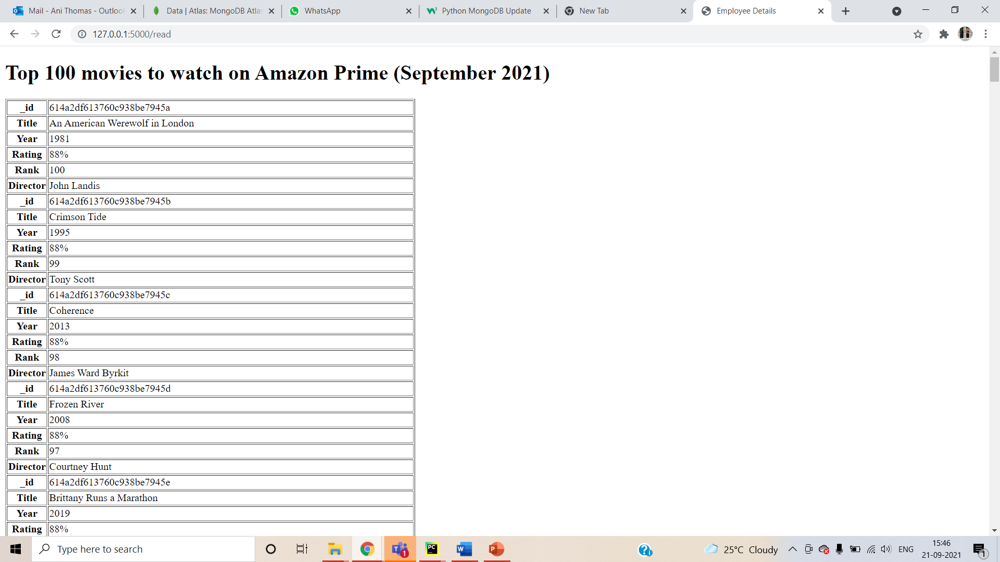 Mail - Ani Thomas - Outlook
Data | Atlas: MongoDB Atlas
WhatsApp
Python MongoDB Update
New Tab
Employee Details
127.0.0.1:5000/read
Top 100 movies to watch on Amazon Prime (September 2021)
_id 614a2df613760c938be7945a
Title An American Werewolf in London
Year 1981
Rating 88%
Rank 100
Director John Landis
_id 614a2df613760c938be7945b
Title Crimson Tide
Year 1995
Rating 88%
Rank 99
Director Tony Scott
_id 614a2df613760c938be7945c
Title Coherence
Year 2013
Rating 88%
Rank 98
Director James Ward Byrkit
_id 614a2df613760c938be7945d
Title Frozen River
Year 2008
Rating 88%
Rank 97
Director Courtney Hunt
_id 614a2df613760c938be7945e
Title Brittany Runs a Marathon
Year 2019
Rating 88%
Type here to search
1
PC
W
P
25°C Cloudy
ENG
15:46
21-09-2021
1